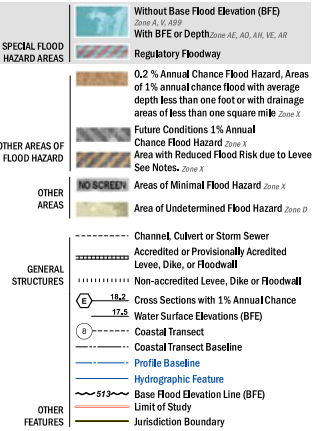 Without Base Flood Elevation (BFE)
Zone A, V, A99
With BFE or Depth Zone AE, AO, AH, VE, AR
SPECIAL FLOOD
HAZARD AREAS
Regulatory Floodway
0.2 % Annual Chance Flood Hazard, Areas
of 1% annual chance flood with average
depth less than one foot or with drainage
areas of less than one square mile Zone X
Future Conditions 1% Annual
Chance Flood Hazard Zone X
OTHER AREAS OF
FLOOD HAZARD
Area with Reduced Flood Risk due to Levee
See Notes. Zone X
NO SCREEN Areas of Minimal Flood Hazard Zone X
OTHER
AREAS
Area of Undetermined Flood Hazard Zone D
Channel, Culvert or Storm Sewer
GENERAL
STRUCTURES
Accredited or Provisionally Acredited
Levee, Dike, or Floodwall
Non-accredited Levee, Dike or Floodwall
E 18.2 Cross Sections with 1% Annual Chance
17.5 Water Surface Elevations (BFE)
8 Coastal Transect
Coastal Transect Baseline
Profile Baseline
Hydrographic Feature
513 Base Flood Elevation Line (BFE)
OTHER
FEATURES
Limit of Study
Jurisdiction Boundary